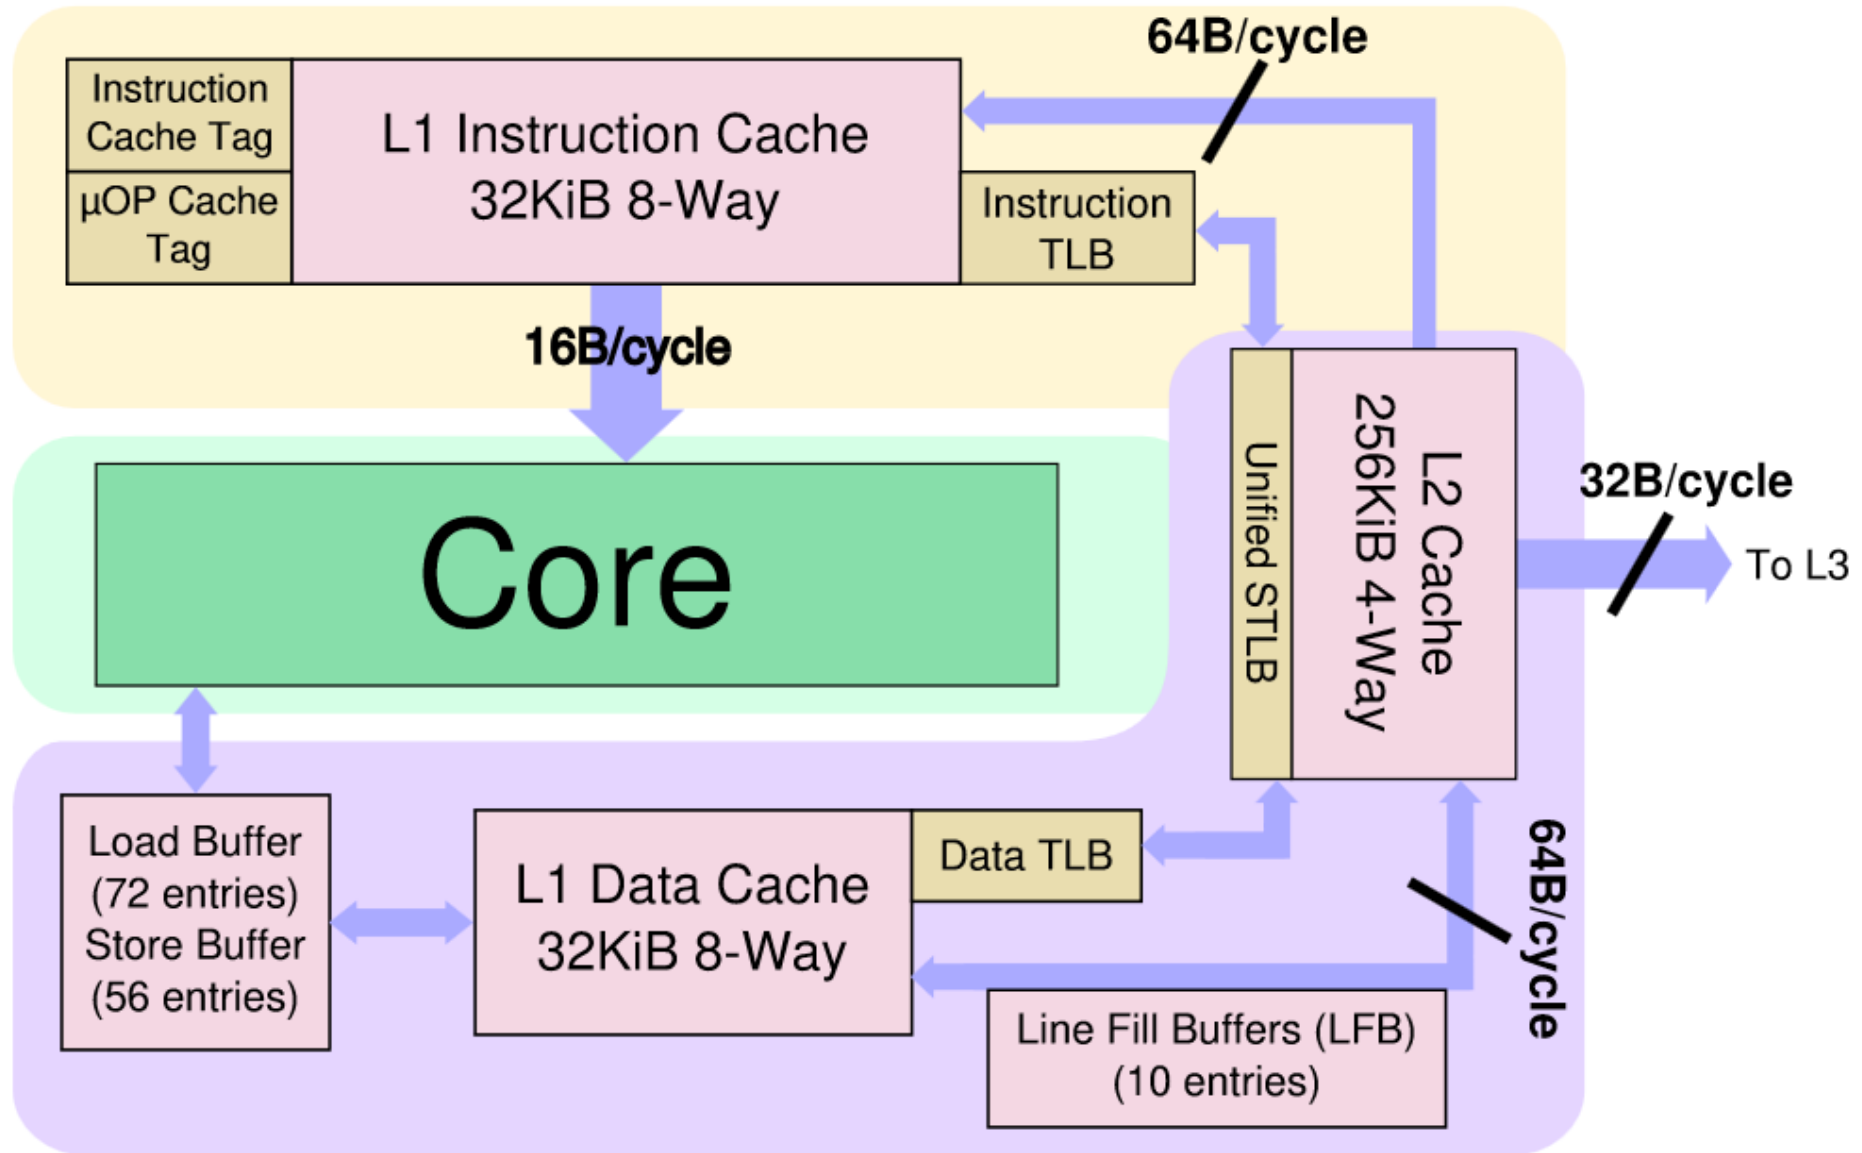 64B/cycle
Instruction
Cache Tag
L1 Instruction Cache
32KiB 8-Way
µOP Cache
Tag
Instruction
TLB
16B/cycle
Core
Unified STLB
L2 Cache
256KiB 4-Way
32B/cycle
To L3
Load Buffer
(72 entries)
Store Buffer
(56 entries)
L1 Data Cache
32KiB 8-Way
Data TLB
64B/cycle
Line Fill Buffers (LFB)
(10 entries)